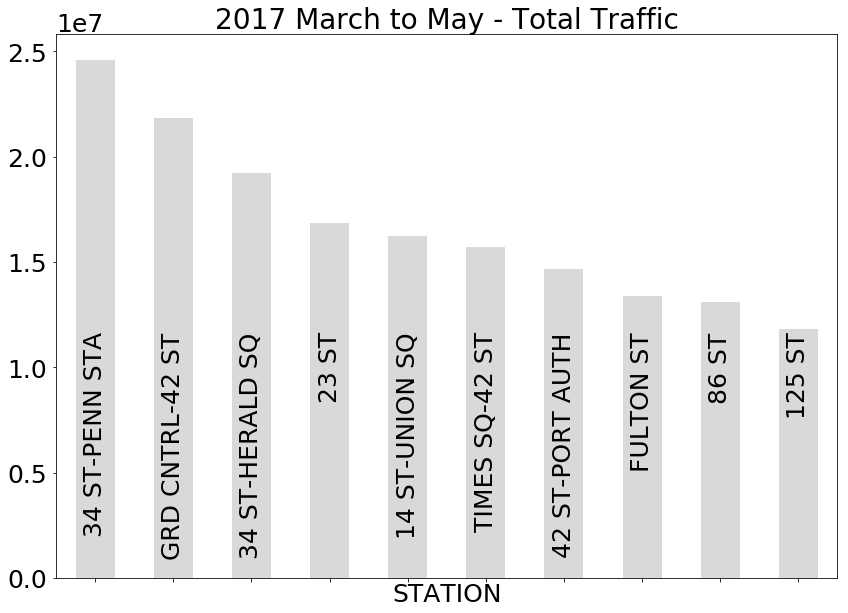 2017 March to May - Total Traffic
1e7
2.5
2.0
1.5
1.0
0.5
0.0
34 ST-PENN STA
GRD CNTRL-42 ST
34 ST-HERALD SQ
23 ST
14 ST-UNION SQ
TIMES SQ-42 ST
42 ST-PORT AUTH
FULTON ST
86 ST
125 ST
STATION